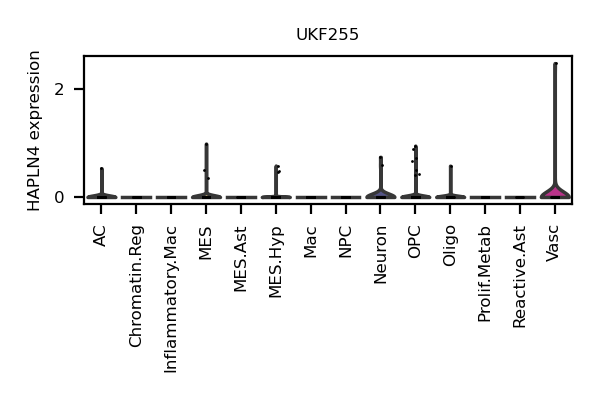 UKF255
HAPLN4 expression
2
0
AC
Chromatin.Reg
Inflammatory.Mac
MES
MES.Ast
MES.Hyp
Mac
NPC
Neuron
OPC
Oligo
Prolif.Metab
Reactive.Ast
Vasc